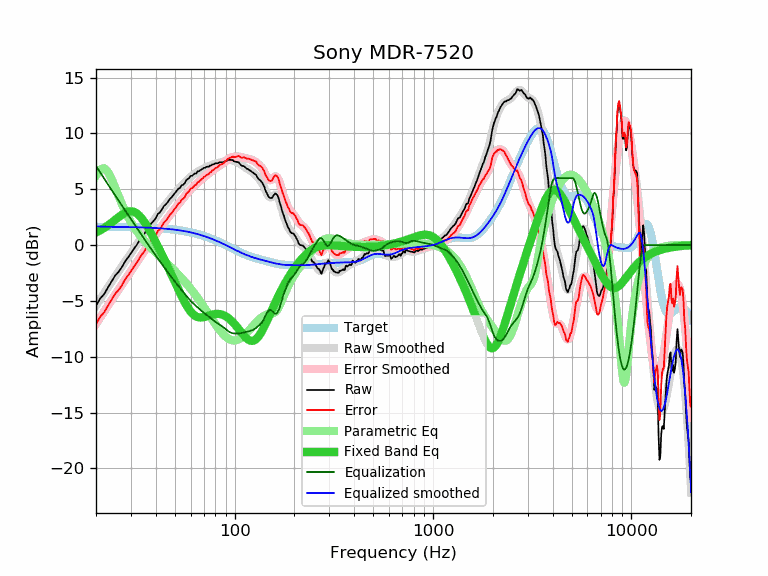 Sony MDR-7520
15
10
5
0
−5
−10
−15
−20
Amplitude (dBr)
Target
Raw Smoothed
Error Smoothed
Raw
Error
Parametric Eq
Fixed Band Eq
Equalization
Equalized smoothed
100
1000
10000
Frequency (Hz)